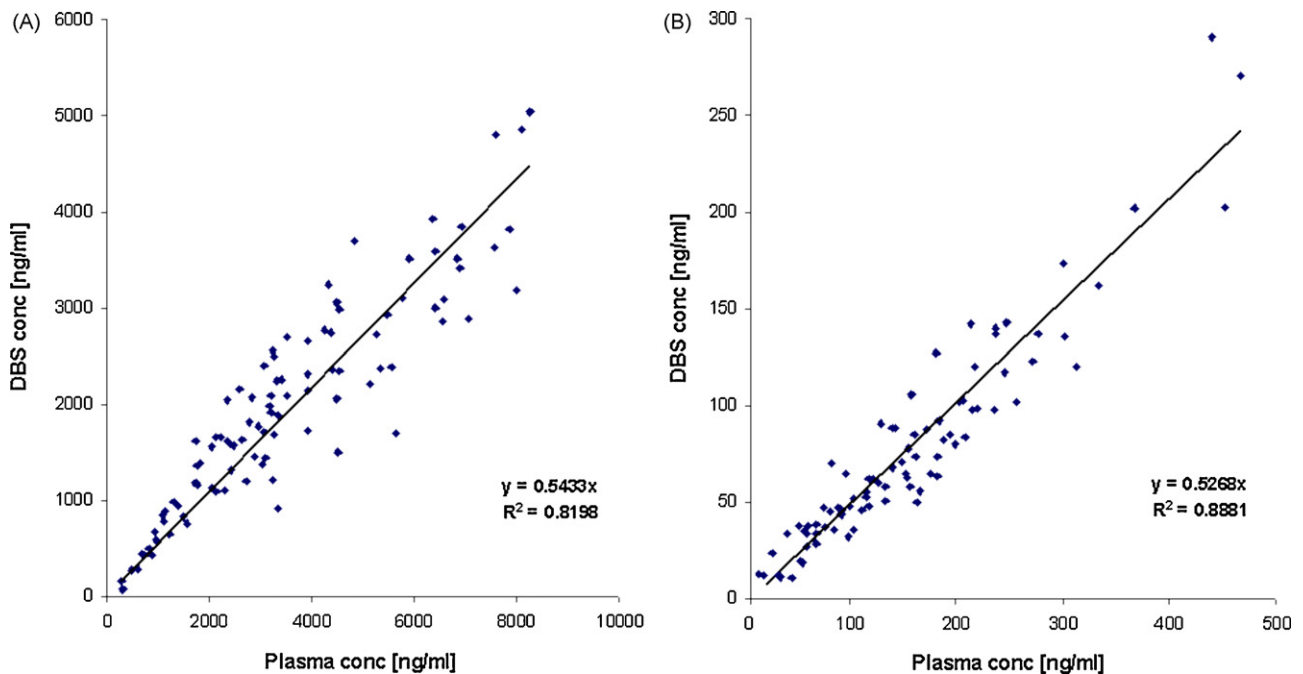 (A)
6000
5000
4000
3000
2000
1000
0
DBS conc [ng/ml]
y = 0.5433x
R² = 0.8198
0 2000 4000 6000 8000 10000
Plasma conc [ng/ml]
(B)
300
250
200
150
100
50
0
DBS conc [ng/ml]
y = 0.5268x
R² = 0.8881
0 100 200 300 400 500
Plasma conc [ng/ml]